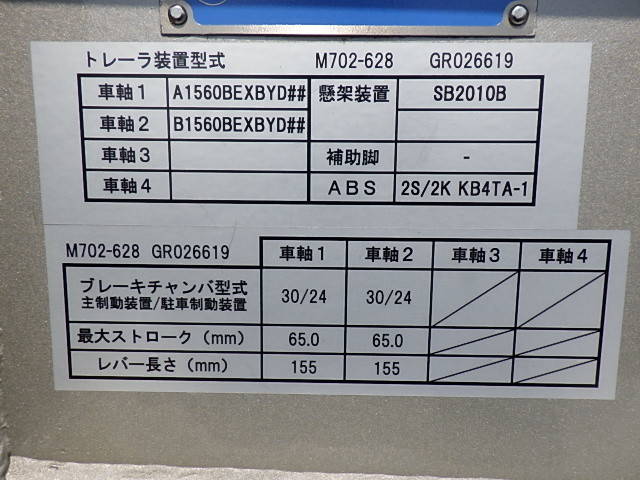 トレーラ装置型式 M702-628 GR026619
車軸1 A1560BEXBYD## 懸架装置 SB2010B
車軸2 B1560BEXBYD##
車軸3 補助脚 -
車軸4 ABS 2S/2K KB4TA-1
M702-628 GR026619 車軸1 車軸2 車軸3 車軸4
ブレーキチャンバ型式
主制動装置/駐車制動装置 30/24 30/24
最大ストローク(mm) 65.0 65.0
レバー長さ(mm) 155 155